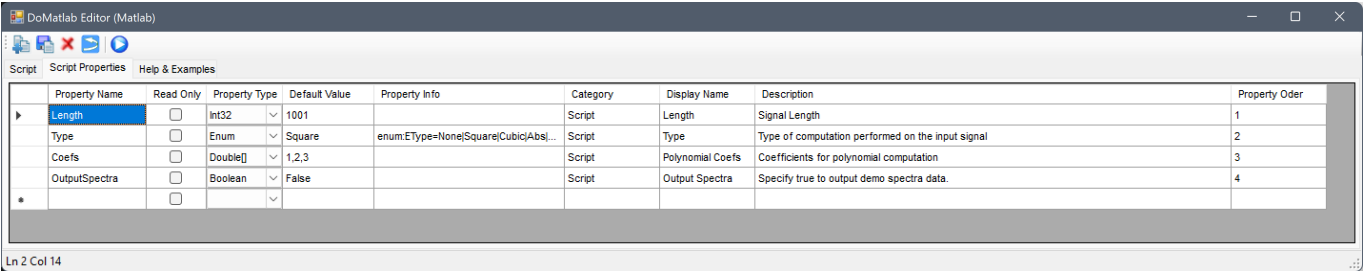 DoMatlab Editor (Matlab)
Script Script Properties Help & Examples
Property Name Read Only Property Type Default Value Property Info Category Display Name Description Property Oder
Length Int32 1001 Script Length Signal Length 1
Type Enum Square enum:EType=None|Square|Cubic|Abs|... Script Type Type of computation performed on the input signal 2
Coefs Double[] 1,2,3 Script Polynomial Coefs Coefficients for polynomial computation 3
OutputSpectra Boolean False Script Output Spectra Specify true to output demo spectra data. 4
Ln 2 Col 14